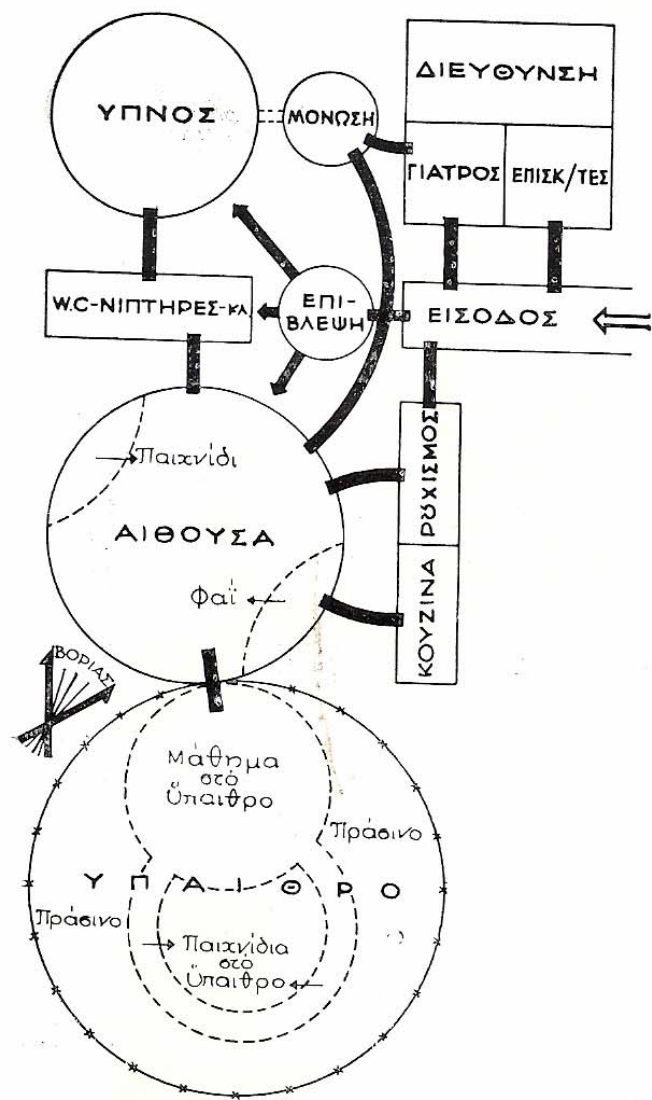 ΥΠΝΟΣ
ΜΟΝΩΣΗ
ΔΙΕΥΘΥΝΣΗ
ΓΙΑΤΡΟΣ
ΕΠΙΣΚ/ΤΕΣ
W.C-ΝΙΠΤΗΡΕΣ-ΚΛ.
ΕΠΙ-
ΒΛΕΨΗ
ΕΙΣΟΔΟΣ
Παιχνίδι
ΑΙΘΟΥΣΑ
Φαΐ
ΡΟΥΧΙΣΜΟΣ
ΚΟΥΖΙΝΑ
ΒΟΡΙΑΣ
Μάθημα
στό
ὕπαιθρο
Πράσινο
ΥΠΑΙΘΡΟ
Πράσινο
Παιχνίδια
στό
ὕπαιθρο